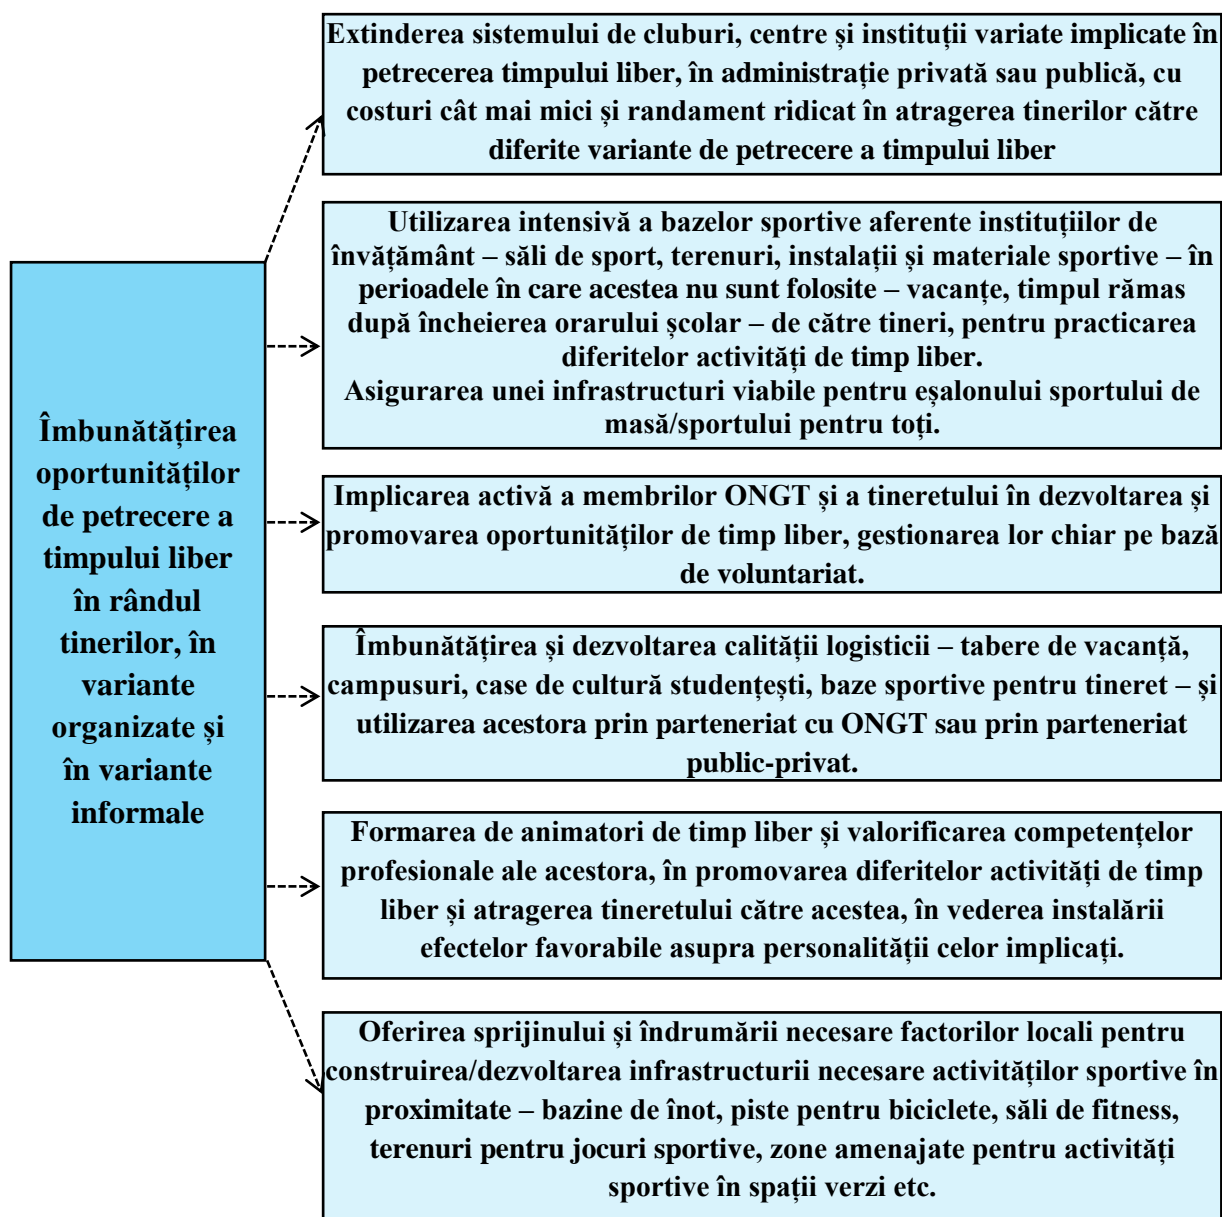 Îmbunătățirea
oportunităților
de petrecere a
timpului liber
în rândul
tinerilor, în
variante
organizate și
în variante
informale
Extinderea sistemului de cluburi, centre și instituții variate implicate în
petrecerea timpului liber, în administrație privată sau publică, cu
costuri cât mai mici și randament ridicat în atragerea tinerilor către
diferite variante de petrecere a timpului liber
Utilizarea intensivă a bazelor sportive aferente instituțiilor de
învățământ – săli de sport, terenuri, instalații și materiale sportive – în
perioadele în care acestea nu sunt folosite – vacanțe, timpul rămas
după încheierea orarului școlar – de către tineri, pentru practicarea
diferitelor activități de timp liber.
Asigurarea unei infrastructuri viabile pentru eșalonului sportului de
masă/sportului pentru toți.
Implicarea activă a membrilor ONGT și a tineretului în dezvoltarea și
promovarea oportunităților de timp liber, gestionarea lor chiar pe bază
de voluntariat.
Îmbunătățirea și dezvoltarea calității logisticii – tabere de vacanță,
campusuri, case de cultură studențești, baze sportive pentru tineret – și
utilizarea acestora prin parteneriat cu ONGT sau prin parteneriat
public-privat.
Formarea de animatori de timp liber și valorificarea competențelor
profesionale ale acestora, în promovarea diferitelor activități de timp
liber și atragerea tineretului către acestea, în vederea instalării
efectelor favorabile asupra personalității celor implicați.
Oferirea sprijinului și îndrumării necesare factorilor locali pentru
construirea/dezvoltarea infrastructurii necesare activităților sportive în
proximitate – bazine de înot, piste pentru biciclete, săli de fitness,
terenuri pentru jocuri sportive, zone amenajate pentru activități
sportive în spații verzi etc.